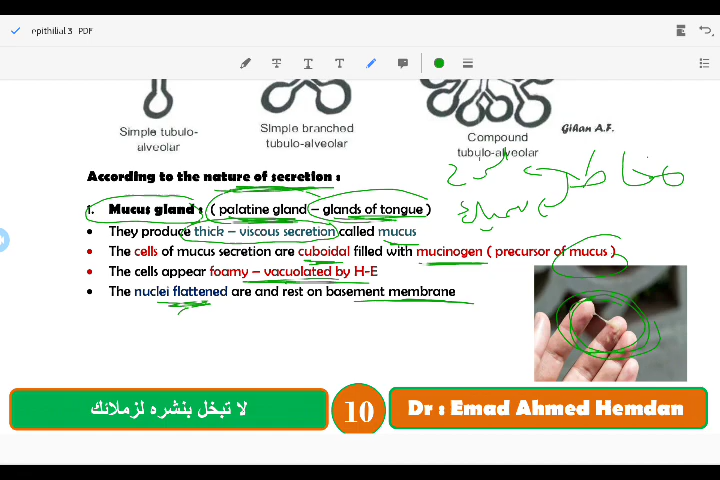 epithilial 3 PDF
Simple tubulo-
alveolar
Simple branched
tubulo-alveolar
Compound
tubulo-alveolar
Gihan A.F.
According to the nature of secretion :
1. Mucus gland : ( palatine gland – glands of tongue )
• They produce thick – viscous secretion called mucus
• The cells of mucus secretion are cuboidal filled with mucinogen ( precursor of mucus )
• The cells appear foamy – vacuolated by H-E
• The nuclei flattened are and rest on basement membrane
لا تبخل بنشره لزملائك
10
Dr : Emad Ahmed Hemdan